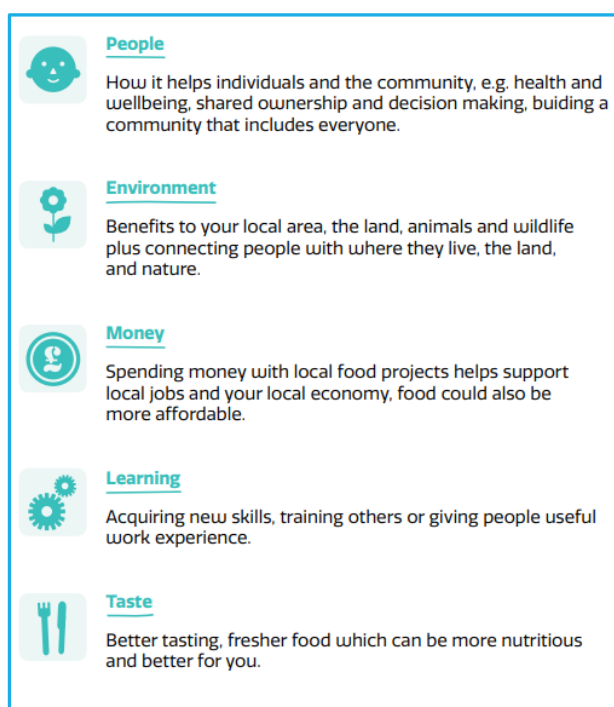 People
How it helps individuals and the community, e.g. health and
wellbeing, shared ownership and decision making, buiding a
community that includes everyone.
Environment
Benefits to your local area, the land, animals and wildlife
plus connecting people with where they live, the land,
and nature.
£
Money
Spending money with local food projects helps support
local jobs and your local economy, food could also be
more affordable.
Learning
Acquiring new skills, training others or giving people useful
work experience.
Taste
Better tasting, fresher food which can be more nutritious
and better for you.